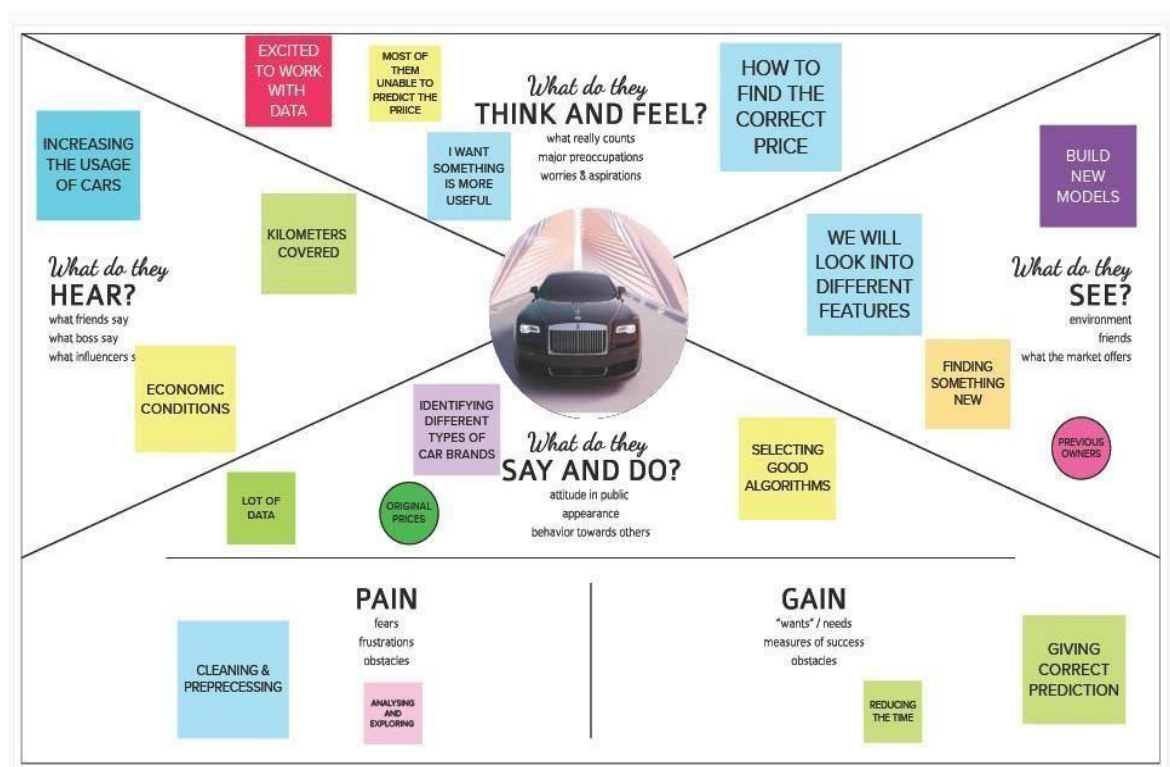 EXCITED
TO WORK
WITH
DATA
MOST OF
THEM
UNABLE TO
PREDICT THE
PRIICE
What do they
THINK AND FEEL?
what really counts
major preoccupations
worries & aspirations
I WANT
SOMETHING
IS MORE
USEFUL
HOW TO
FIND THE
CORRECT
PRICE
INCREASING
THE USAGE
OF CARS
KILOMETERS
COVERED
What do they
HEAR?
what friends say
what boss say
what influencers s
ECONOMIC
CONDITIONS
BUILD
NEW
MODELS
WE WILL
LOOK INTO
DIFFERENT
FEATURES
What do they
SEE?
environment
friends
what the market offers
FINDING
SOMETHING
NEW
PREVIOUS
OWNERS
IDENTIFYING
DIFFERENT
TYPES OF
CAR BRANDS
What do they
SAY AND DO?
attitude in public
appearance
behavior towards others
SELECTING
GOOD
ALGORITHMS
LOT OF
DATA
ORIGINAL
PRICES
PAIN
fears
frustrations
obstacles
CLEANING &
PREPRECESSING
ANALYSING
AND
EXPLORING
GAIN
"wants" / needs
measures of success
obstacles
REDUCING
THE TIME
GIVING
CORRECT
PREDICTION